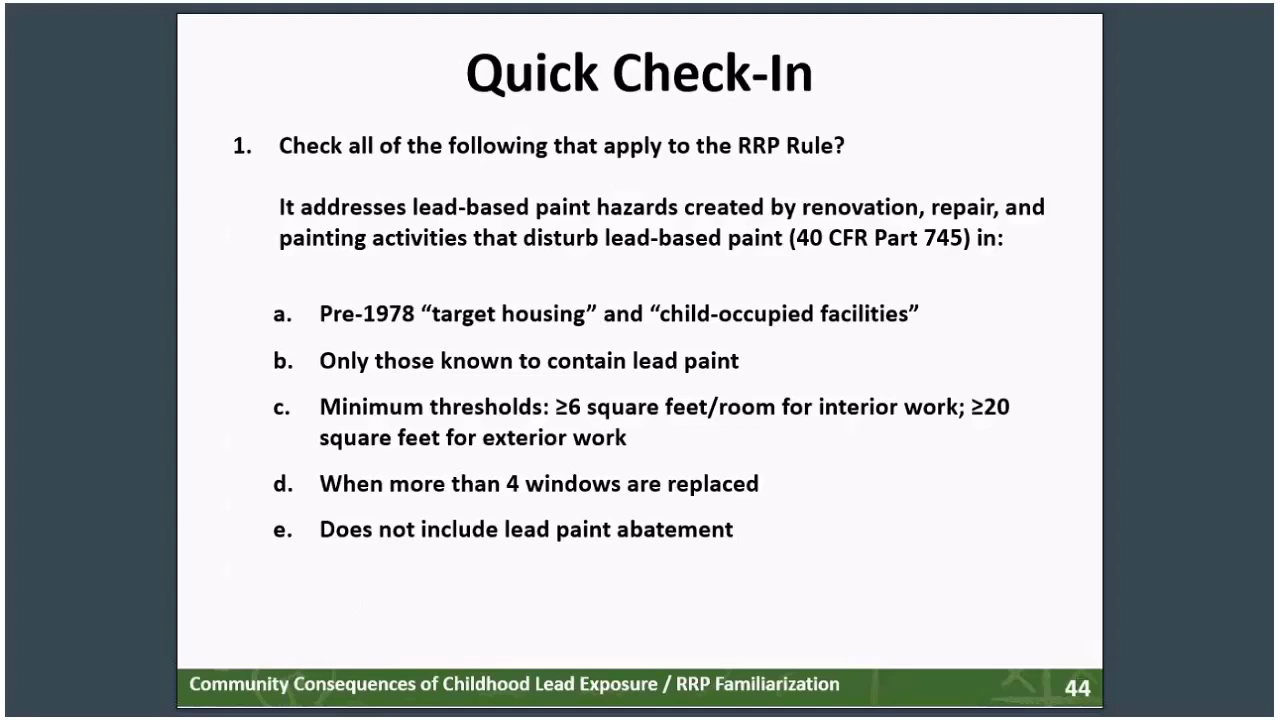 Quick Check-In
1. Check all of the following that apply to the RRP Rule?
It addresses lead-based paint hazards created by renovation, repair, and
painting activities that disturb lead-based paint (40 CFR Part 745) in:
a. Pre-1978 “target housing” and “child-occupied facilities”
b. Only those known to contain lead paint
c. Minimum thresholds: ≥6 square feet/room for interior work; ≥20
square feet for exterior work
d. When more than 4 windows are replaced
e. Does not include lead paint abatement
Community Consequences of Childhood Lead Exposure / RRP Familiarization 44